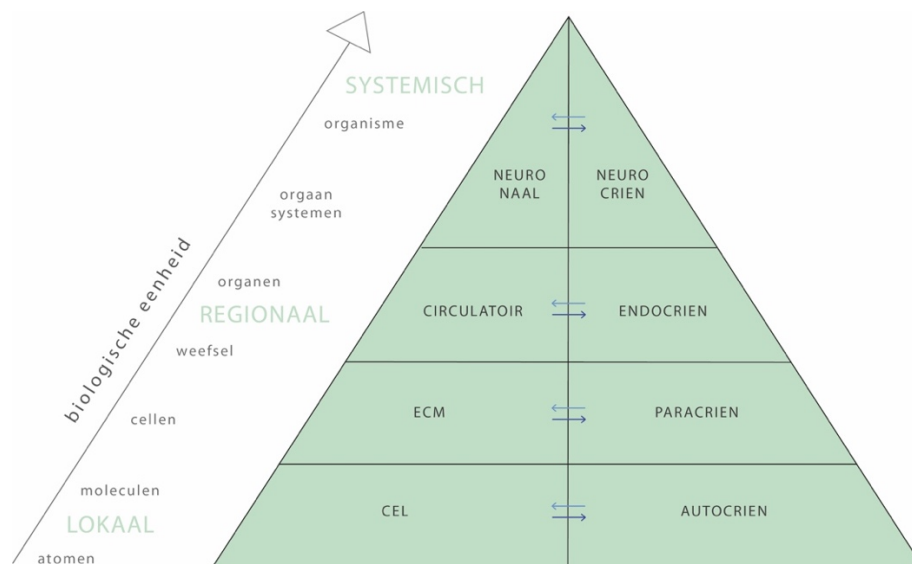 SYSTEMISCH
organisme
orgaan
systemen
organen
REGIONAAL
weefsel
cellen
moleculen
LOKAAL
atomen
biologische eenheid
NEURO
NAAL
NEURO
CRIEN
CIRCULATOIR
ENDOCRIEN
ECM
PARACRIEN
CEL
AUTOCRIEN